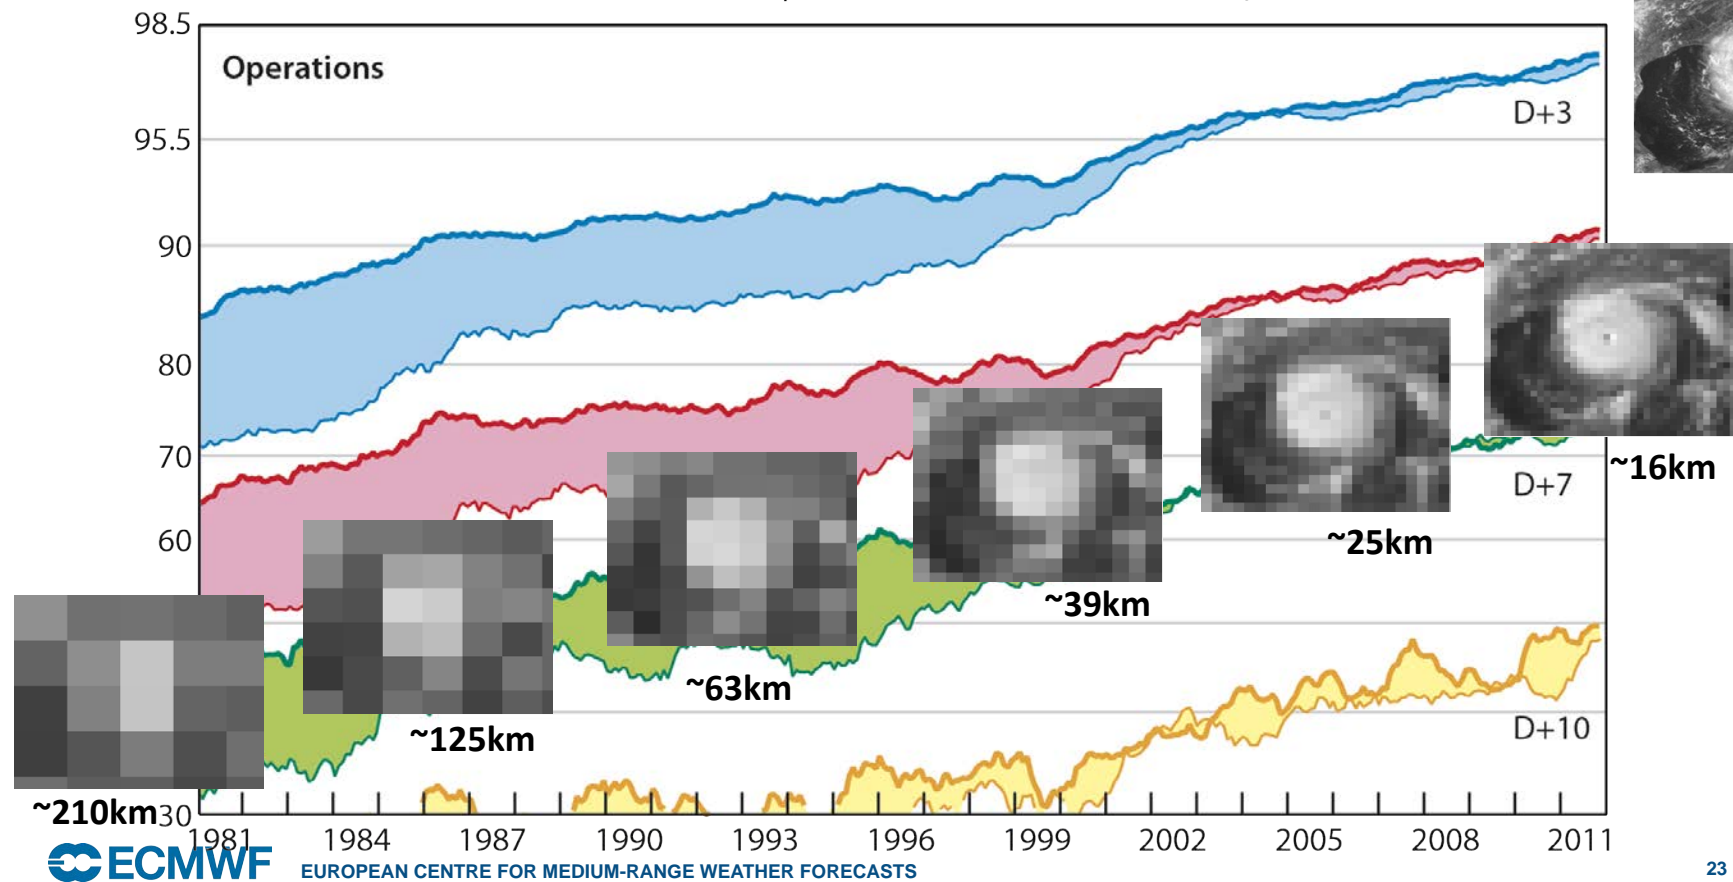 98.5
Operations
D+3
95.5
90
80
70
D+7
~16km
60
~25km
~39km
~63km
~125km
D+10
~210km
30
1981 1984 1987 1990 1993 1996 1999 2002 2005 2008 2011
ECMWF EUROPEAN CENTRE FOR MEDIUM-RANGE WEATHER FORECASTS 23